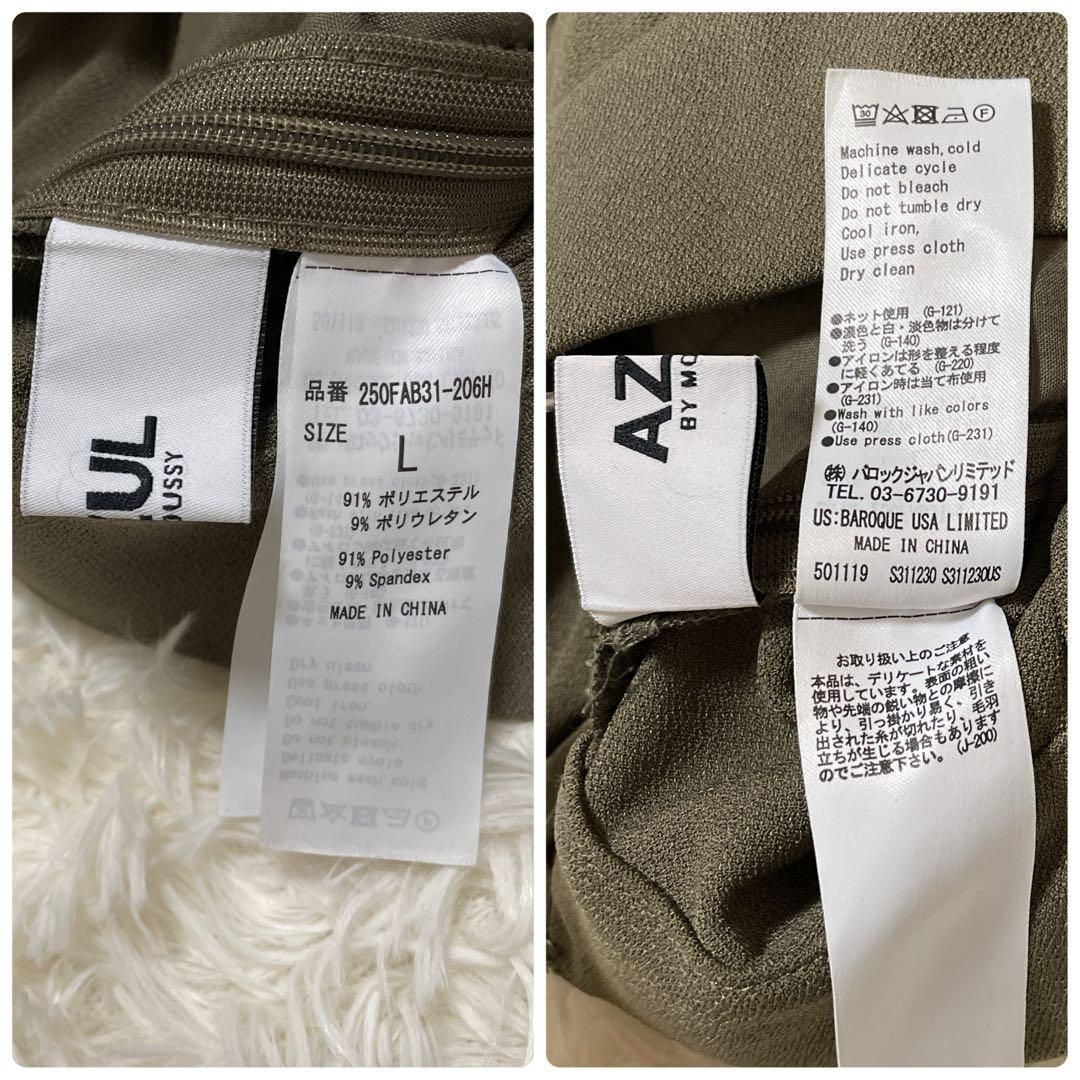 UL
OUSSY
品番 250FAB31-206H
SIZE
L
91% ポリエステル
9% ポリウレタン
91% Polyester
9% Spandex
MADE IN CHINA
AZ
BY MO
30
F
Machine wash,cold
Delicate cycle
Do not bleach
Do not tumble dry
Cool iron,
Use press cloth
Dry clean
●ネット使用 (G-121)
●濃色と白・淡色物は分けて
洗う (G-140)
●アイロンは形を整える程度
に軽くあてる (G-220)
●アイロン時は当て布使用
(G-231)
●Wash with like colors
(G-140)
●Use press cloth(G-231)
㈱ バロックジャパンリミテッド
TEL. 03-6730-9191
US:BAROQUE USA LIMITED
MADE IN CHINA
501119 S311230 S311230US
お取り扱い上のご注意
本品は、デリケートな素材を
使用しています。表面の粗い
物や先端の鋭い物との摩擦に
より、引っ掛かり易く、引き
出された糸が切れたり、毛羽
立ちが生じる場合もあります
のでご注意下さい。(J-200)